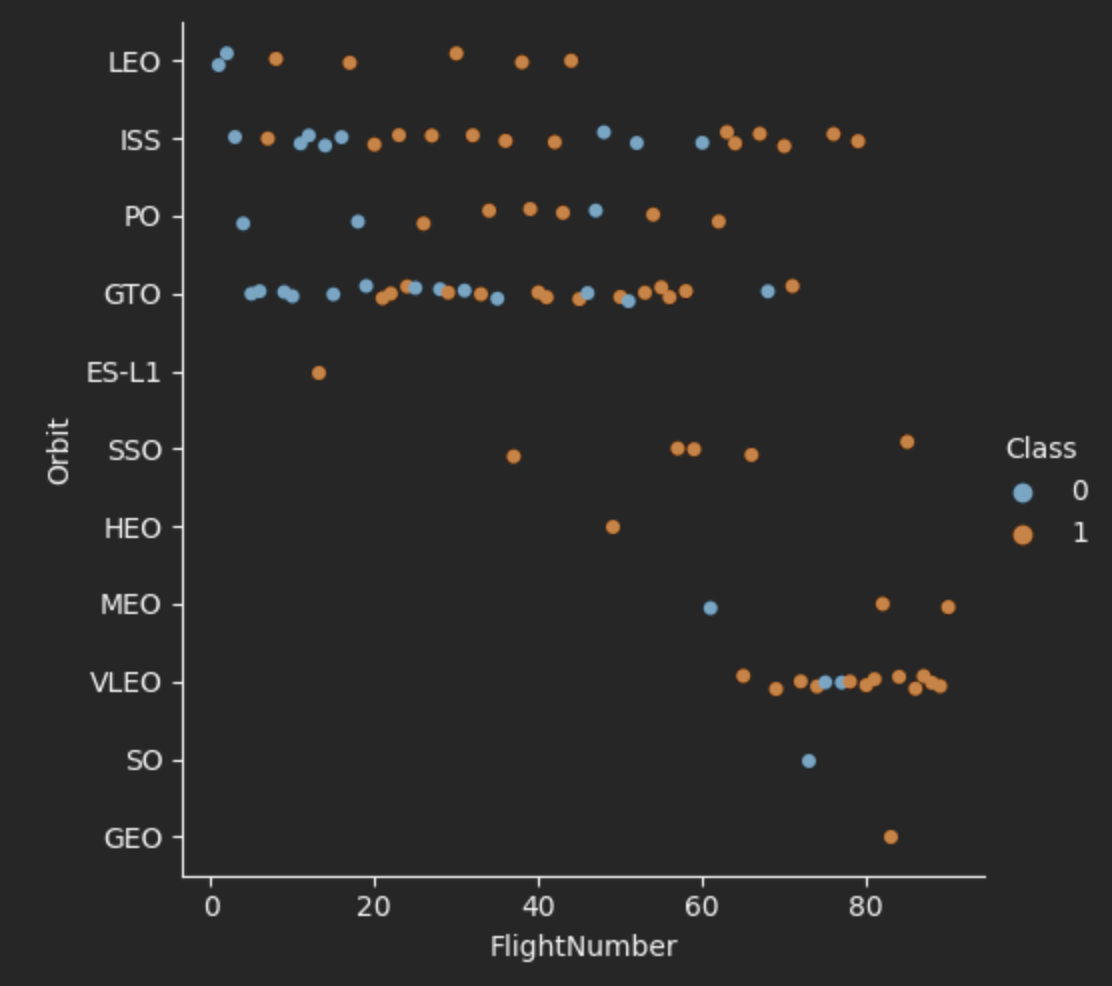 LEO
ISS
PO
GTO
ES-L1
SSO
HEO
MEO
VLEO
SO
GEO
Orbit
0 20 40 60 80
FlightNumber
Class
0
1